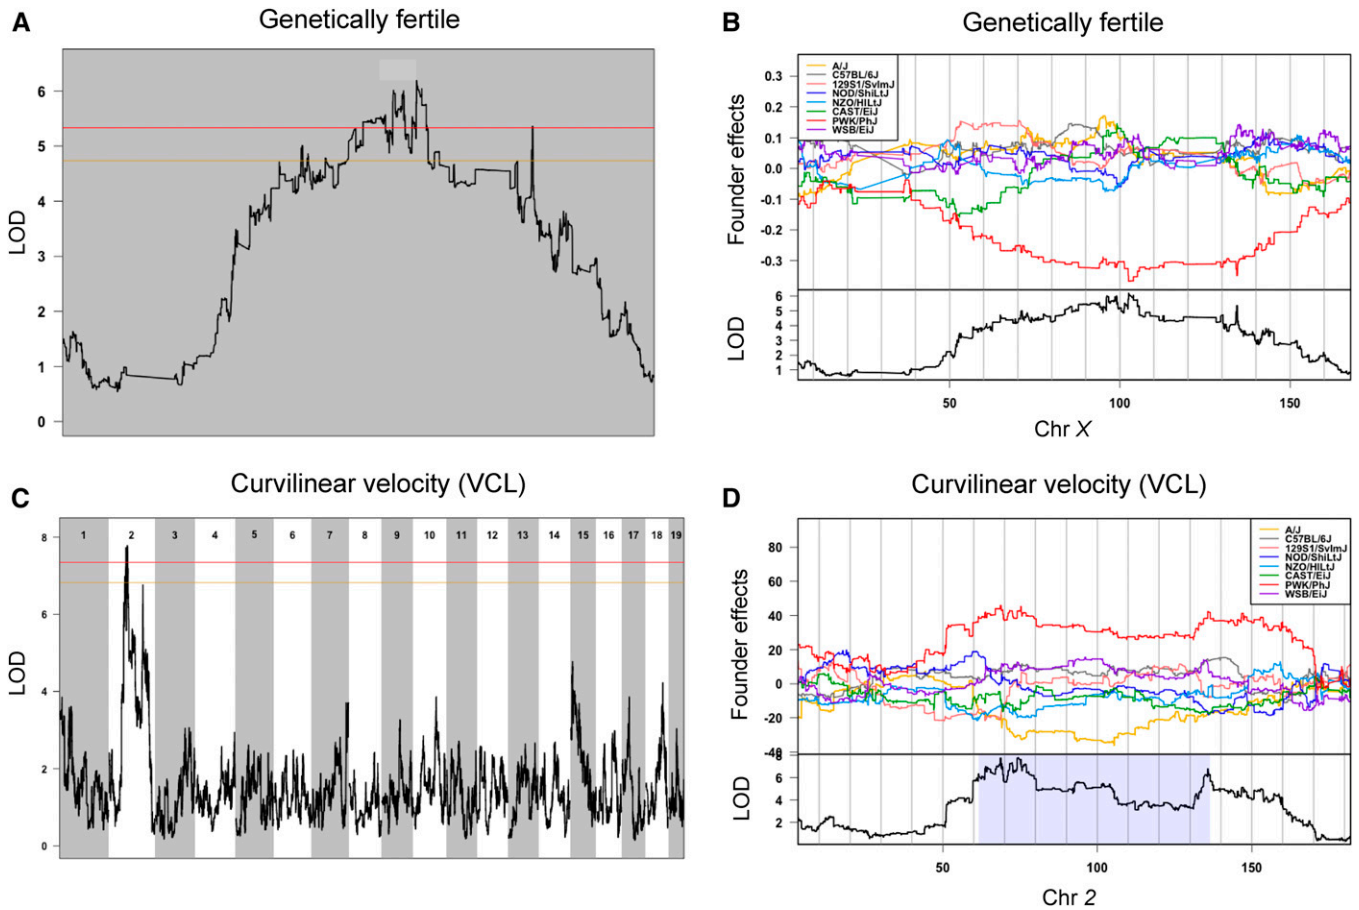 A
Genetically fertile
LOD
6
5
4
3
2
1
0
B
Genetically fertile
A/J
C57BL/6J
129S1/SvImJ
NOD/ShiLtJ
NZO/HILtJ
CAST/EiJ
PWK/PhJ
WSB/EiJ
Founder effects
0.3
0.2
0.1
0.0
-0.1
-0.2
-0.3
LOD
6
5
4
3
2
1
50 100 150
Chr X
C
Curvilinear velocity (VCL)
1 2 3 4 5 6 7 8 9 10 11 12 13 14 15 16 17 18 19
LOD
8
6
4
2
0
D
Curvilinear velocity (VCL)
A/J
C57BL/6J
129S1/SvImJ
NOD/ShiLtJ
NZO/HILtJ
CAST/EiJ
PWK/PhJ
WSB/EiJ
Founder effects
80
60
40
20
0
-20
-40
LOD
8
6
4
2
50 100 150
Chr 2